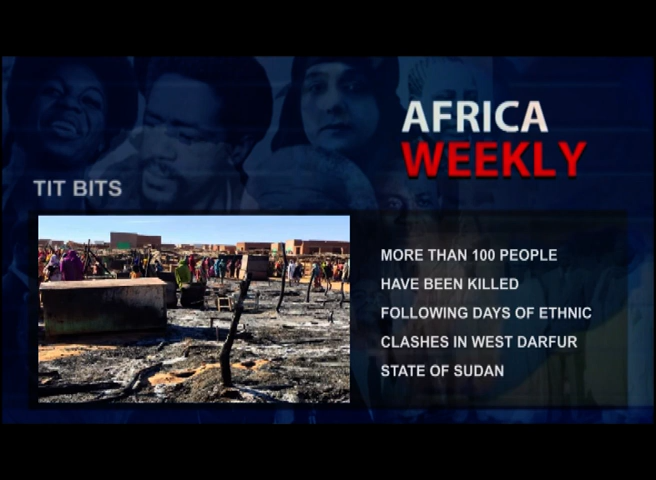 AFRICA
WEEKLY
TIT BITS
MORE THAN 100 PEOPLE
HAVE BEEN KILLED
FOLLOWING DAYS OF ETHNIC
CLASHES IN WEST DARFUR
STATE OF SUDAN